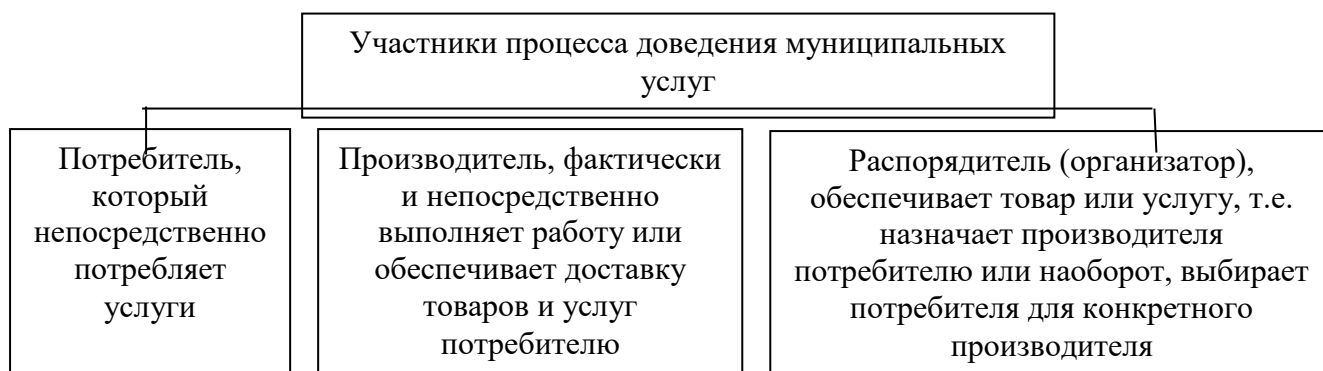 Участники процесса доведения муниципальных
услуг
Потребитель,
который
непосредственно
потребляет
услуги
Производитель, фактически
и непосредственно
выполняет работу или
обеспечивает доставку
товаров и услуг
потребителю
Распорядитель (организатор),
обеспечивает товар или услугу, т.е.
назначает производителя
потребителю или наоборот, выбирает
потребителя для конкретного
производителя